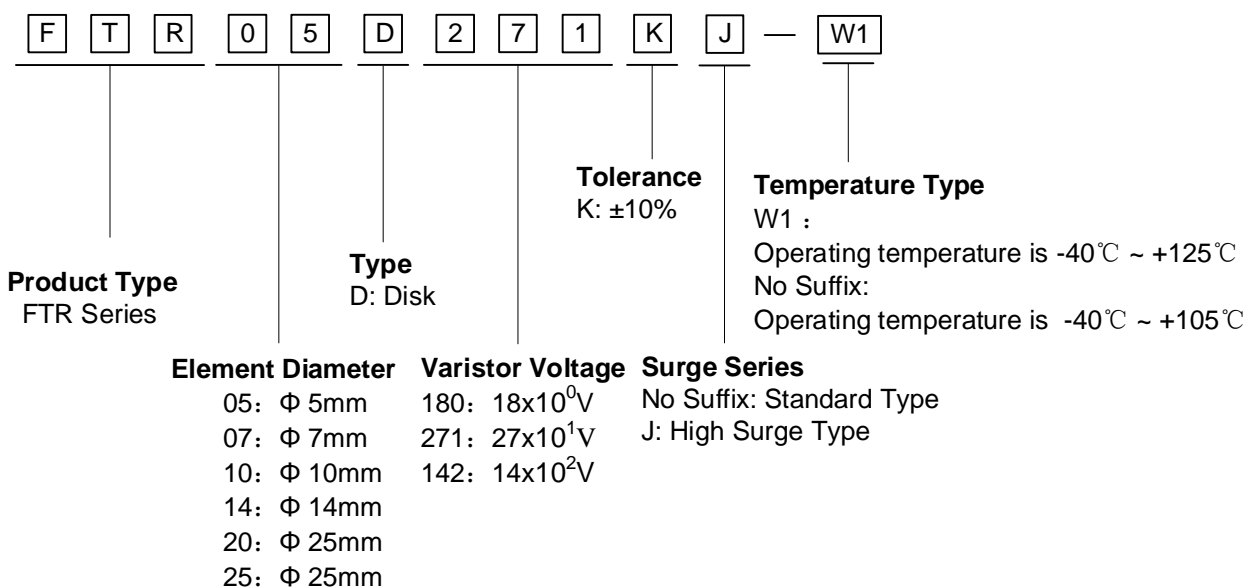 F T R 0 5 D 2 7 1 K J — W1
Tolerance
K: ±10%
Temperature Type
W1：
Operating temperature is -40℃ ~ +125℃
No Suffix:
Operating temperature is -40℃ ~ +105℃
Type
D: Disk
Product Type
FTR Series
Element Diameter
05：Φ 5mm
07：Φ 7mm
10：Φ 10mm
14：Φ 14mm
20：Φ 25mm
25：Φ 25mm
Varistor Voltage
180：18x10⁰V
271：27x10¹V
142：14x10²V
Surge Series
No Suffix: Standard Type
J: High Surge Type